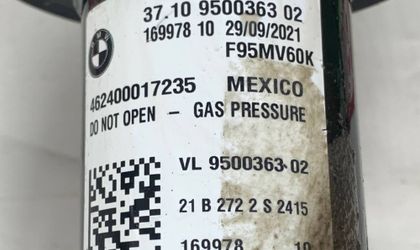 37.10 9500363 02
169978 10 29/09/2021
F95MV60K
462400017235 MEXICO
DO NOT OPEN – GAS PRESSURE
VL 9500363 02
21 B 272 2 S 2415
169978 10